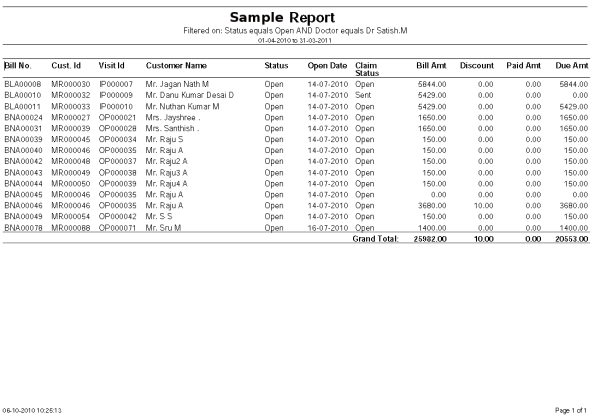 Sample Report
Filtered on: Status equals Open AND Doctor equals Dr Satish.M
01-04-2010 to 31-03-2011
Bill No. Cust. Id Visit Id Customer Name Status Open Date Claim Status Bill Amt Discount Paid Amt Due Amt
BLA00008 MR000030 IP000007 Mr. Jagan Nath M Open 14-07-2010 Open 5844.00 0.00 0.00 5844.00
BLA00010 MR000032 IP000009 Mr. Danu Kumar Desai D Open 14-07-2010 Sent 5429.00 0.00 0.00 0.00
BLA00011 MR000033 IP000010 Mr. Nuthan Kumar M Open 14-07-2010 Open 5429.00 0.00 0.00 5429.00
BNA00024 MR000027 OP000021 Mrs. Jayshree . Open 14-07-2010 Open 1650.00 0.00 0.00 1650.00
BNA00031 MR000039 OP000028 Mrs. Santhish . Open 14-07-2010 Open 1650.00 0.00 0.00 1650.00
BNA00039 MR000045 OP000034 Mr. Raju S Open 14-07-2010 Open 150.00 0.00 0.00 150.00
BNA00040 MR000046 OP000035 Mr. Raju A Open 14-07-2010 Open 150.00 0.00 0.00 150.00
BNA00042 MR000048 OP000037 Mr. Raju2 A Open 14-07-2010 Open 150.00 0.00 0.00 150.00
BNA00043 MR000049 OP000038 Mr. Raju3 A Open 14-07-2010 Open 150.00 0.00 0.00 150.00
BNA00044 MR000050 OP000039 Mr. Raju4 A Open 14-07-2010 Open 150.00 0.00 0.00 150.00
BNA00045 MR000046 OP000035 Mr. Raju A Open 14-07-2010 Open 0.00 0.00 0.00 0.00
BNA00046 MR000046 OP000035 Mr. Raju A Open 14-07-2010 Open 3680.00 10.00 0.00 3680.00
BNA00049 MR000054 OP000042 Mr. S S Open 14-07-2010 Open 150.00 0.00 0.00 150.00
BNA00078 MR000088 OP000071 Mr. Sru M Open 16-07-2010 Open 1400.00 0.00 0.00 1400.00
Grand Total: 25982.00 10.00 0.00 20553.00
06-10-2010 10:25:13 Page 1 of 1